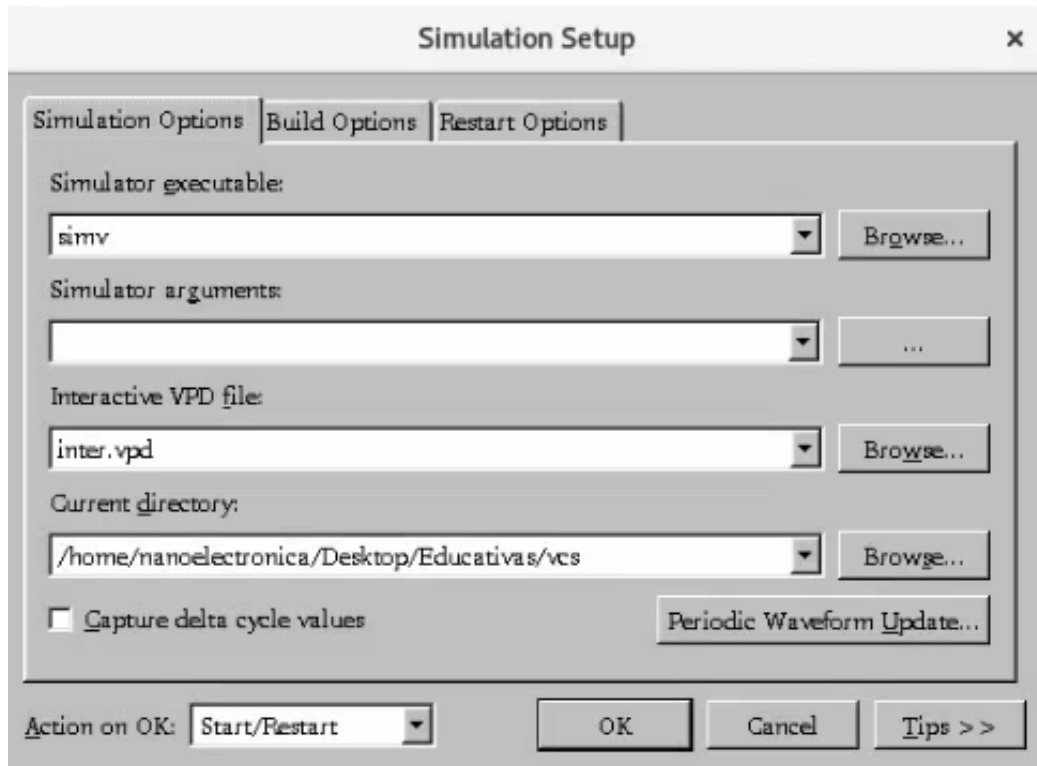 Simulation Setup
Simulation Options Build Options Restart Options
Simulator executable:
simv Browse...
Simulator arguments:
...
Interactive VPD file:
inter.vpd Browse...
Current directory:
/home/nanoelectronica/Desktop/Educativas/vcs Browse...
Capture delta cycle values Periodic Waveform Update...
Action on OK: Start/Restart OK Cancel Tips >>